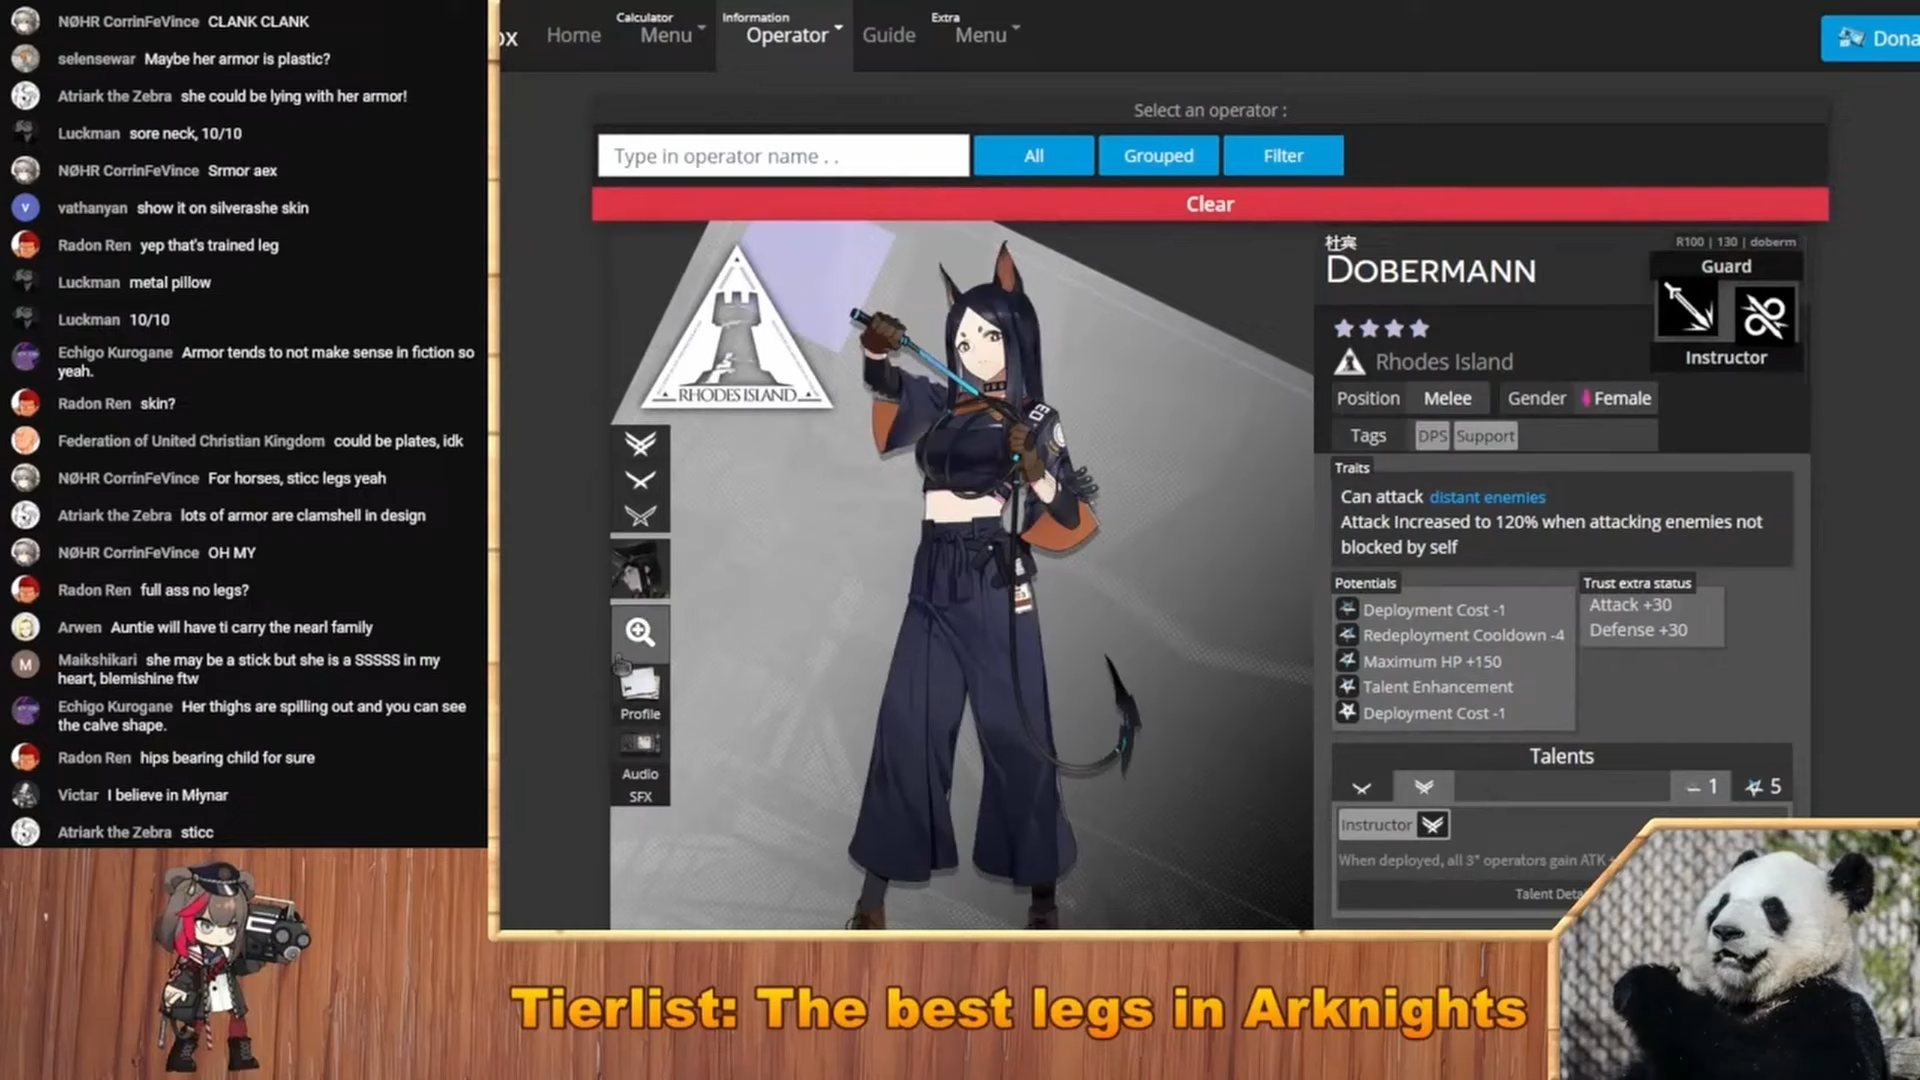 NØHR CorrinFeVince CLANK CLANK
selensewar Maybe her armor is plastic?
Atriark the Zebra she could be lying with her armor!
Luckman sore neck, 10/10
NØHR CorrinFeVince Srmor aex
V
vathanyan show it on silverashe skin
Radon Ren yep that's trained leg
Luckman metal pillow
Luckman 10/10
Echigo Kurogane Armor tends to not make sense in fiction so
yeah.
Radon Ren skin?
Federation of United Christian Kingdom could be plates, idk
NØHR CorrinFeVince For horses, sticc legs yeah
Atriark the Zebra lots of armor are clamshell in design
NØHR CorrinFeVince OH MY
Radon Ren full ass no legs?
Arwen Auntie will have ti carry the nearl family
M
Maikshikari she may be a stick but she is a SSSSS in my
heart, blemishine ftw
Echigo Kurogane Her thighs are spilling out and you can see
the calve shape.
Radon Ren hips bearing child for sure
Victar I believe in Młynar
Atriark the Zebra sticc
ox
Home
Calculator
Menu
Information
Operator
Guide
Extra
Menu
Dona
Select an operator :
Type in operator name . .
All
Grouped
Filter
Clear
RHODES ISLAND
Profile
Audio
SFX
杜宾
DOBERMANN
R100 | 130 | doberm
Guard
Instructor
Rhodes Island
Position Melee Gender Female
Tags DPS Support
Traits
Can attack distant enemies
Attack Increased to 120% when attacking enemies not
blocked by self
Potentials
Deployment Cost -1
Redeployment Cooldown -4
Maximum HP +150
Talent Enhancement
Deployment Cost -1
Trust extra status
Attack +30
Defense +30
Talents
1
5
Instructor
When deployed, all 3* operators gain ATK +
Talent Deta
Tierlist: The best legs in Arknights